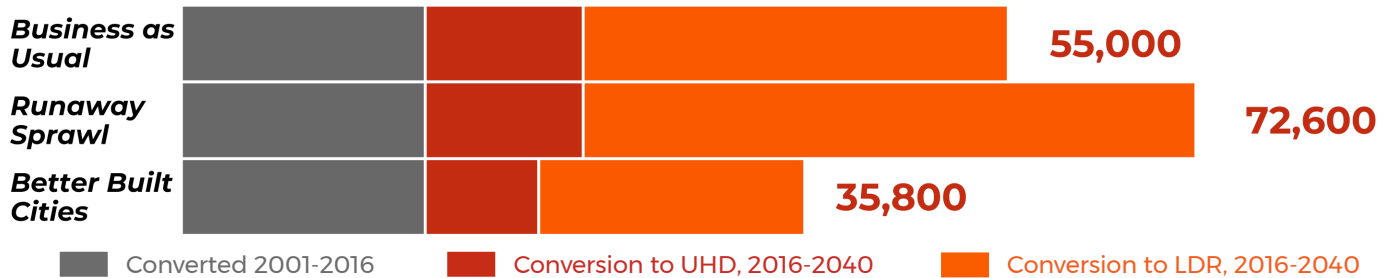 Business as
Usual
55,000
Runaway
Sprawl
72,600
Better Built
Cities
35,800
Converted 2001-2016
Conversion to UHD, 2016-2040
Conversion to LDR, 2016-2040